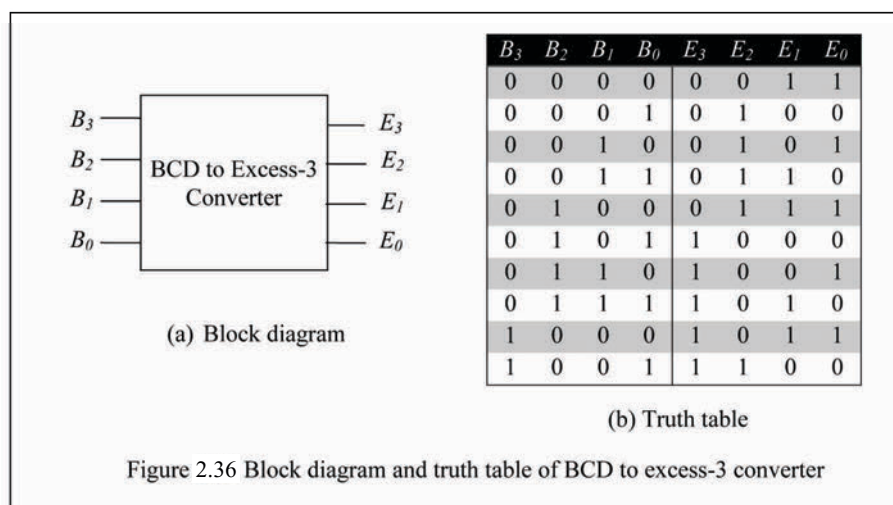 B3
B2
B1
B0
BCD to Excess-3
Converter
E3
E2
E1
E0
(a) Block diagram
B3 B2 B1 B0 E3 E2 E1 E0
0 0 0 0 0 0 1 1
0 0 0 1 0 1 0 0
0 0 1 0 0 1 0 1
0 0 1 1 0 1 1 0
0 1 0 0 0 1 1 1
0 1 0 1 1 0 0 0
0 1 1 0 1 0 0 1
0 1 1 1 1 0 1 0
1 0 0 0 1 0 1 1
1 0 0 1 1 1 0 0
(b) Truth table
Figure 2.36 Block diagram and truth table of BCD to excess-3 converter